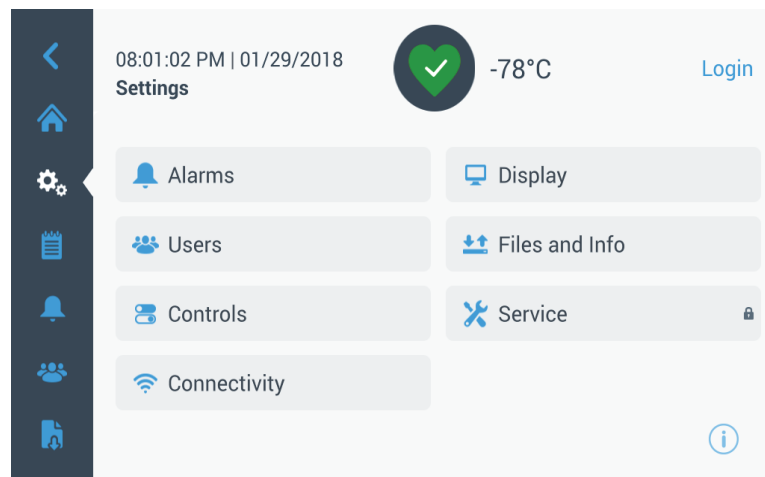 08:01:02 PM | 01/29/2018
Settings
-78°C
Login
Alarms
Display
Users
Files and Info
Controls
Service
Connectivity